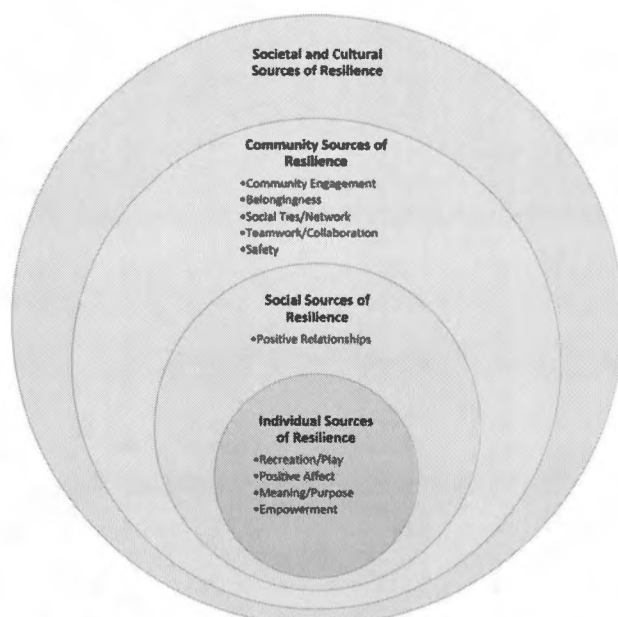 Societal and Cultural
Sources of Resilience
Community Sources of
Resilience
•Community Engagement
•Belongingness
•Social Ties/Network
•Teamwork/Collaboration
•Safety
Social Sources of
Resilience
•Positive Relationships
Individual Sources
of Resilience
•Recreation/Play
•Positive Affect
•Meaning/Purpose
•Empowerment